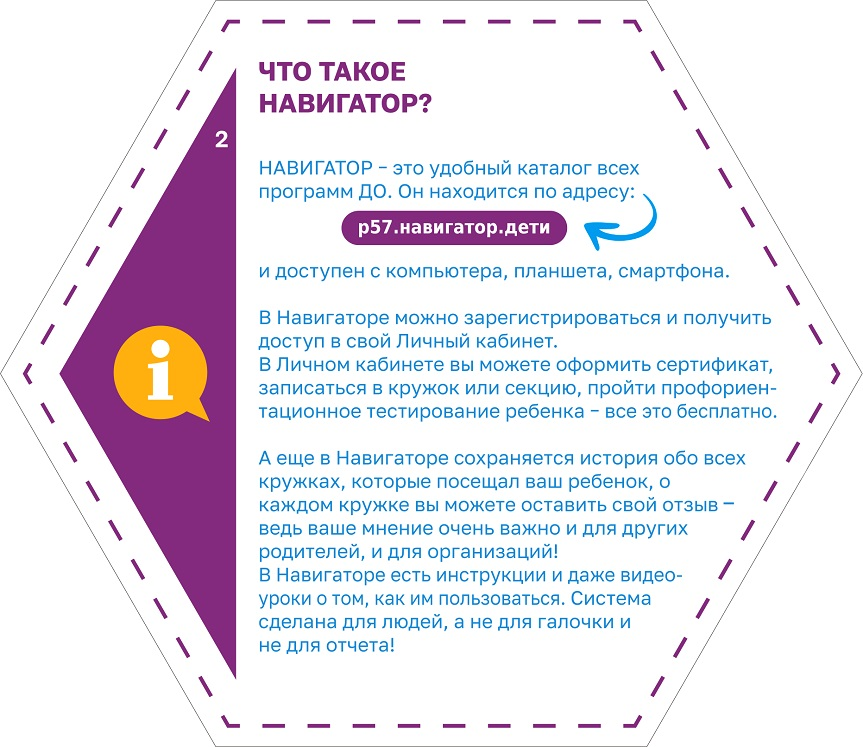 ЧТО ТАКОЕ
НАВИГАТОР?
2
НАВИГАТОР – это удобный каталог всех
программ ДО. Он находится по адресу:
р57.навигатор.дети
и доступен с компьютера, планшета, смартфона.
В Навигаторе можно зарегистрироваться и получить
доступ в свой Личный кабинет.
В Личном кабинете вы можете оформить сертификат,
записаться в кружок или секцию, пройти профориен-
тационное тестирование ребенка – все это бесплатно.
А еще в Навигаторе сохраняется история обо всех
кружках, которые посещал ваш ребенок, о
каждом кружке вы можете оставить свой отзыв –
ведь ваше мнение очень важно и для других
родителей, и для организаций!
В Навигаторе есть инструкции и даже видео-
уроки о том, как им пользоваться. Система
сделана для людей, а не для галочки и
не для отчета!